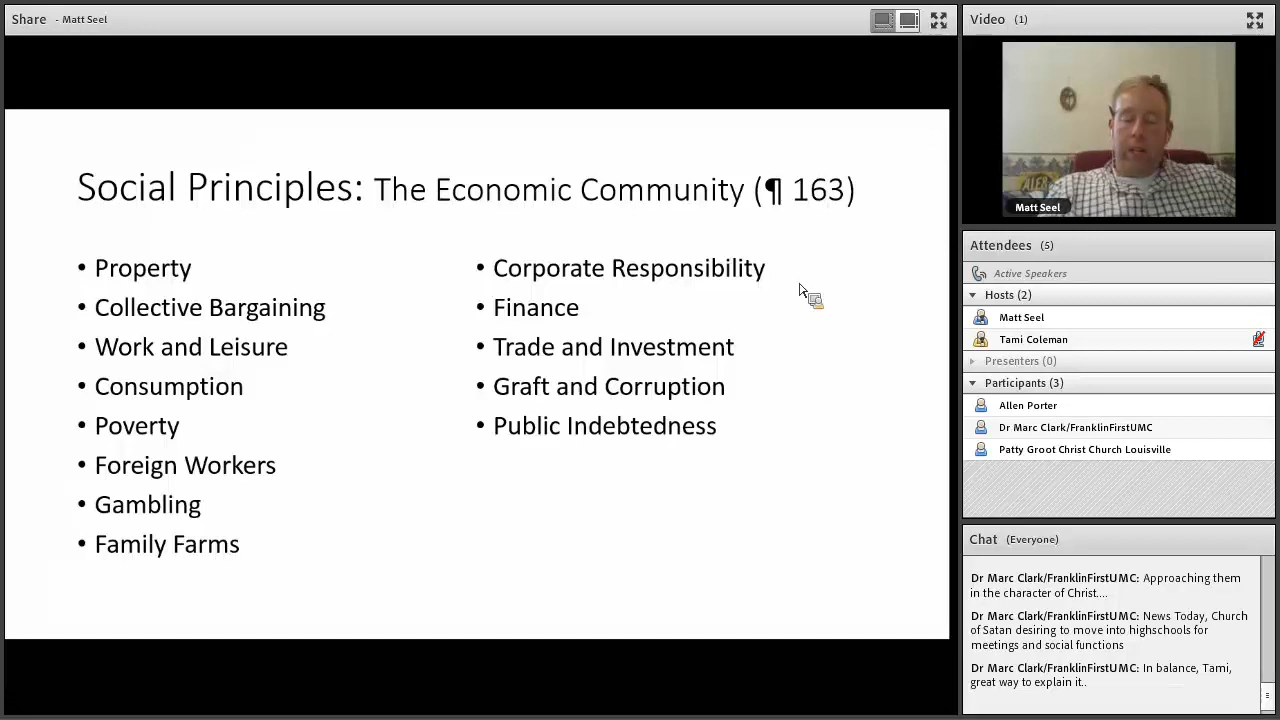 Share - Matt Seel
Social Principles: The Economic Community (¶ 163)
• Property
• Collective Bargaining
• Work and Leisure
• Consumption
• Poverty
• Foreign Workers
• Gambling
• Family Farms
• Corporate Responsibility
• Finance
• Trade and Investment
• Graft and Corruption
• Public Indebtedness
Video (1)
Matt Seel
Attendees (5)
Active Speakers
Hosts (2)
Matt Seel
Tami Coleman
Presenters (0)
Participants (3)
Allen Porter
Dr Marc Clark/FranklinFirstUMC
Patty Groot Christ Church Louisville
Chat (Everyone)
Dr Marc Clark/FranklinFirstUMC: Approaching them
in the character of Christ....
Dr Marc Clark/FranklinFirstUMC: News Today, Church
of Satan desiring to move into highschools for
meetings and social functions
Dr Marc Clark/FranklinFirstUMC: In balance, Tami,
great way to explain it..